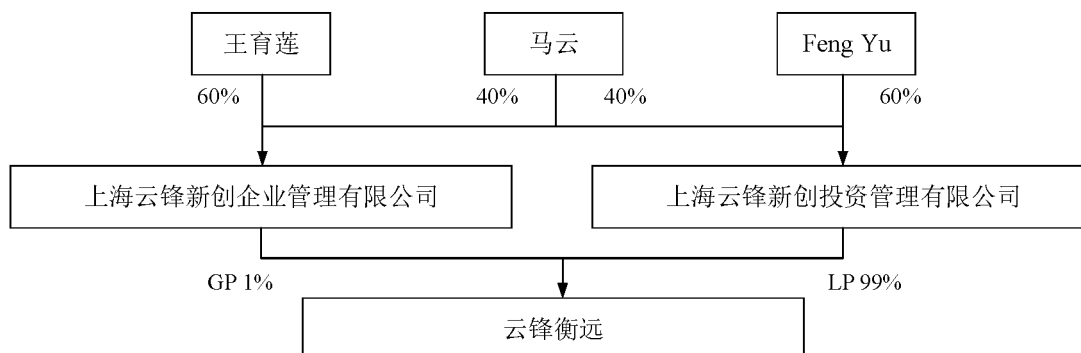 王育莲
马云
Feng Yu
60%
40%
40%
60%
上海云锋新创企业管理有限公司
上海云锋新创投资管理有限公司
GP 1%
LP 99%
云锋衡远